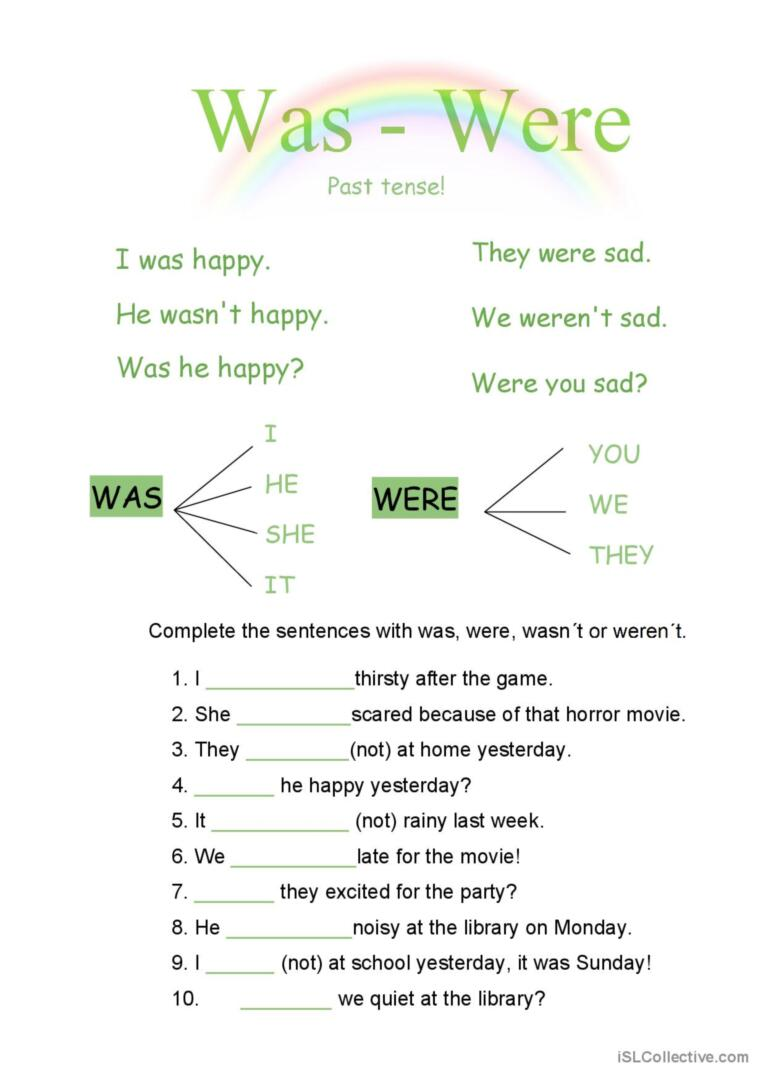 Was - Were
Past tense!
I was happy.
He wasn't happy.
Was he happy?
They were sad.
We weren't sad.
Were you sad?
WAS
I
HE
SHE
IT
WERE
YOU
WE
THEY
Complete the sentences with was, were, wasn´t or weren´t.
1. I _____________thirsty after the game.
2. She __________scared because of that horror movie.
3. They _________(not) at home yesterday.
4. _______ he happy yesterday?
5. It ____________ (not) rainy last week.
6. We ___________late for the movie!
7. _______ they excited for the party?
8. He ___________noisy at the library on Monday.
9. I ______ (not) at school yesterday, it was Sunday!
10. ________ we quiet at the library?
iSLCollective.com